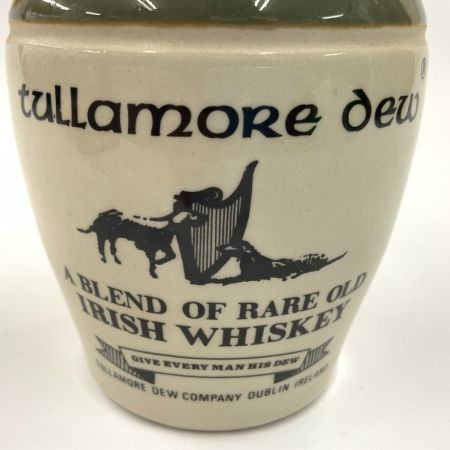 tullamore dew ®
A BLEND OF RARE OLD
IRISH WHISKEY
GIVE EVERY MAN HIS DEW
TULLAMORE DEW COMPANY DUBLIN IRELAND